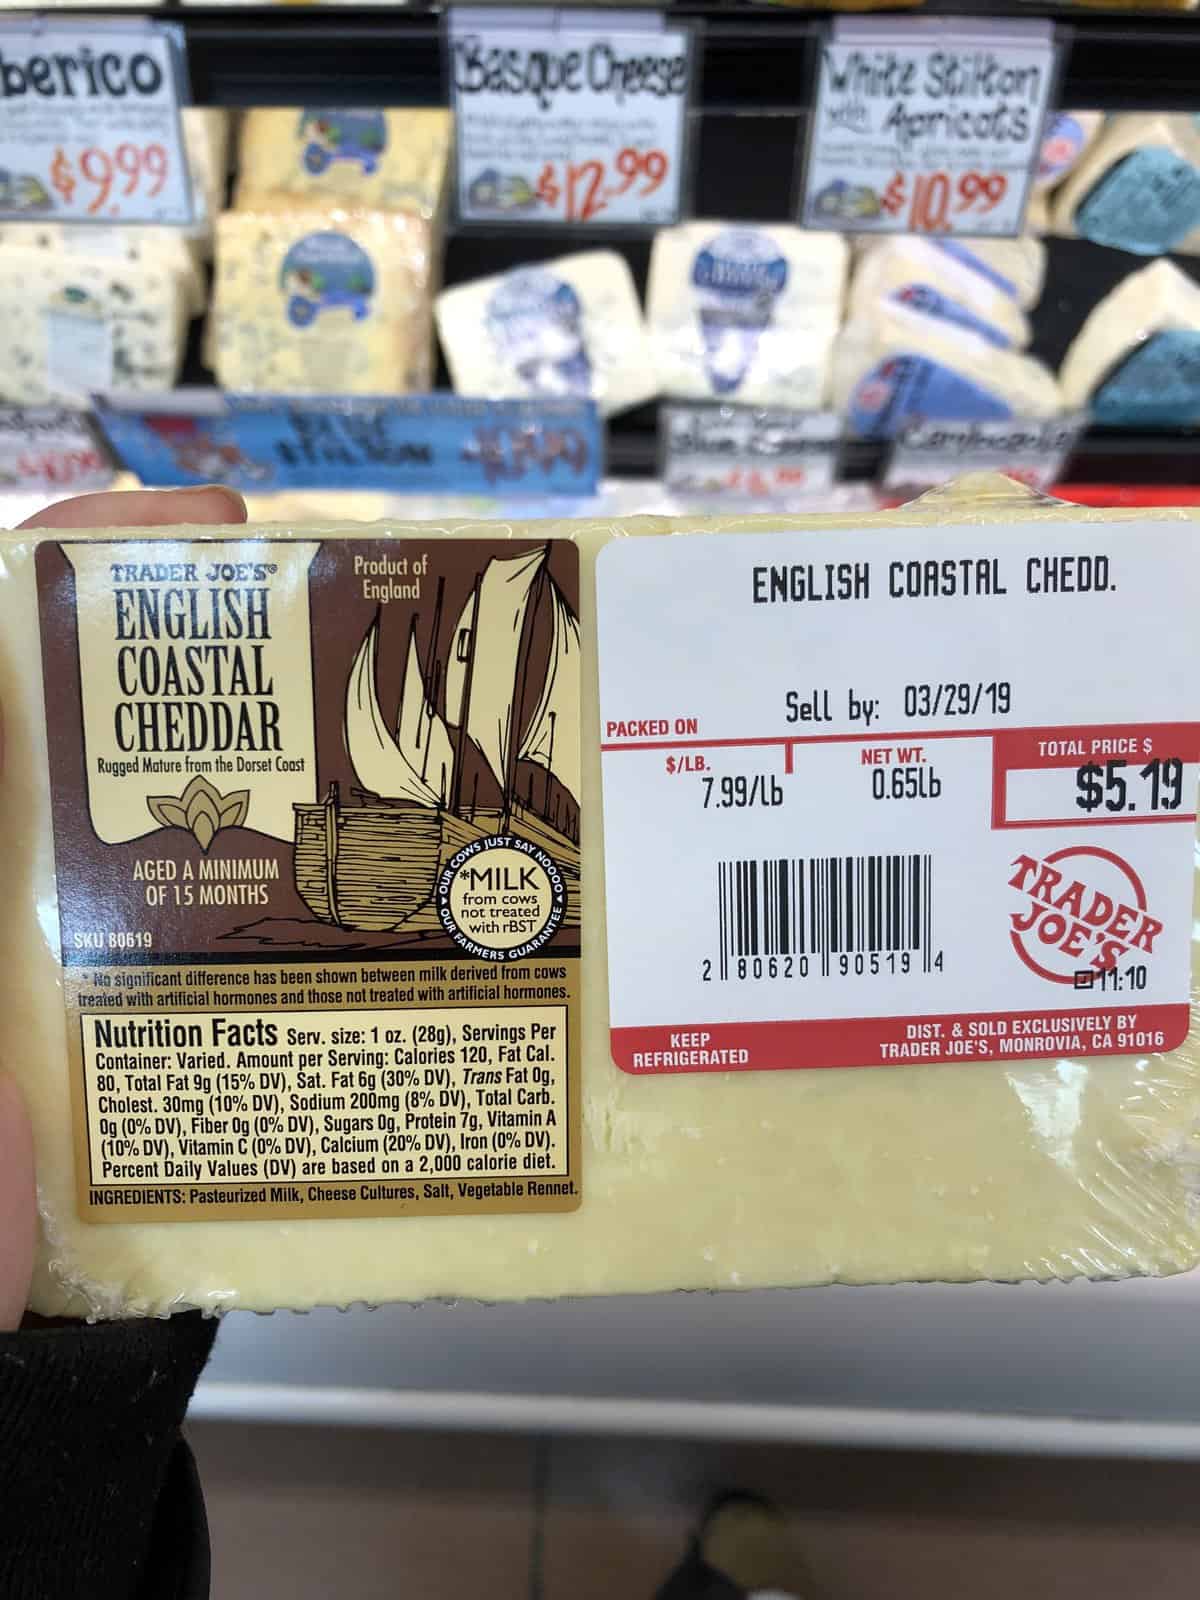 berico
$9.99
Basque Cheese
$12.99
White Stilton
with Apricots
$10.99
TRADER JOE'S®
ENGLISH
COASTAL
CHEDDAR
Rugged Mature from the Dorset Coast
AGED A MINIMUM
OF 15 MONTHS
SKU 80619
Product of
England
OUR COWS JUST SAY NOOOO
*MILK
from cows
not treated
with rBST
OUR FARMERS GUARANTEE
* No significant difference has been shown between milk derived from cows
treated with artificial hormones and those not treated with artificial hormones.
Nutrition Facts Serv. size: 1 oz. (28g), Servings Per
Container: Varied. Amount per Serving: Calories 120, Fat Cal.
80, Total Fat 9g (15% DV), Sat. Fat 6g (30% DV), Trans Fat 0g,
Cholest. 30mg (10% DV), Sodium 200mg (8% DV), Total Carb.
0g (0% DV), Fiber 0g (0% DV), Sugars 0g, Protein 7g, Vitamin A
(10% DV), Vitamin C (0% DV), Calcium (20% DV), Iron (0% DV).
Percent Daily Values (DV) are based on a 2,000 calorie diet.
INGREDIENTS: Pasteurized Milk, Cheese Cultures, Salt, Vegetable Rennet.
ENGLISH COASTAL CHEDD.
Sell by: 03/29/19
PACKED ON
$/LB.
7.99/lb
NET WT.
0.65lb
TOTAL PRICE $
$5.19
2 80620 90519 4
TRADER
JOE'S
11:10
KEEP
REFRIGERATED
DIST. & SOLD EXCLUSIVELY BY
TRADER JOE'S, MONROVIA, CA 91016